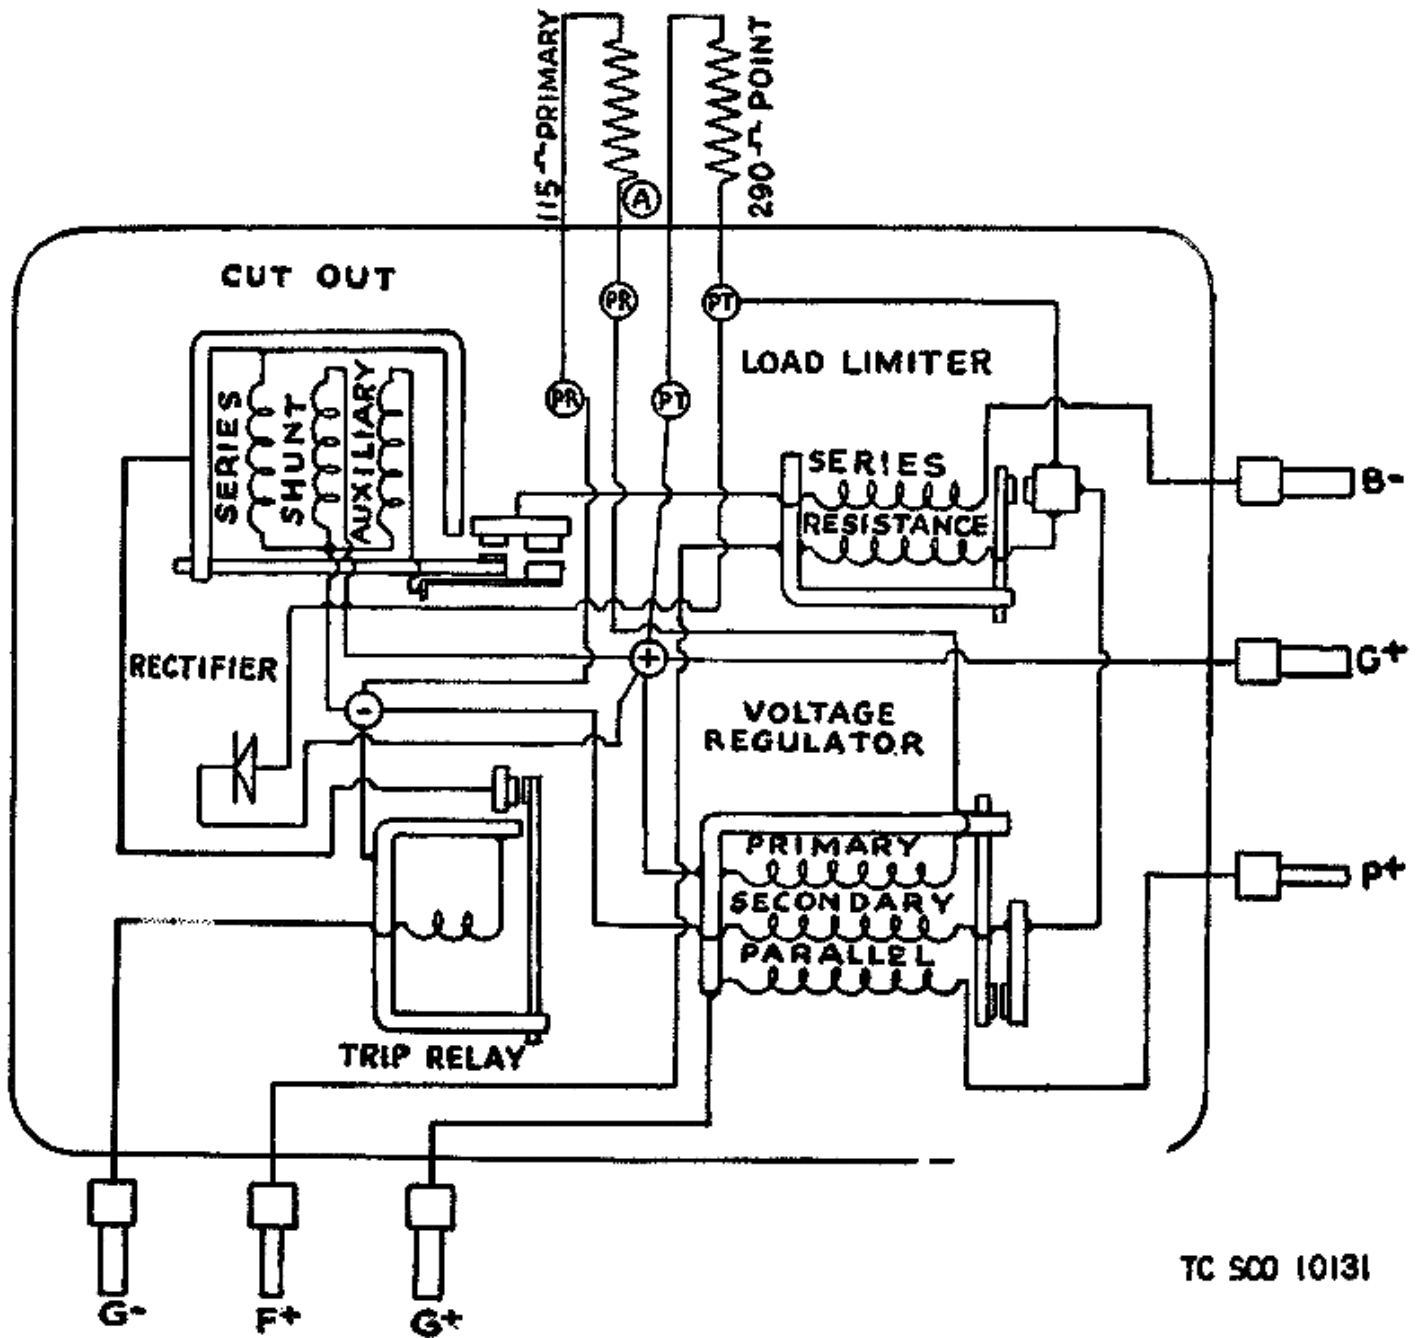 115 Ω PRIMARY
290 Ω POINT
A
CUT OUT
PR
PT
LOAD LIMITER
PR
PT
SERIES
SHUNT
AUXILIARY
SERIES
RESISTANCE
B-
RECTIFIER
+
G+
-
VOLTAGE
REGULATOR
PRIMARY
SECONDARY
PARALLEL
P+
TRIP RELAY
G-
F+
G+
TC SCO 10131